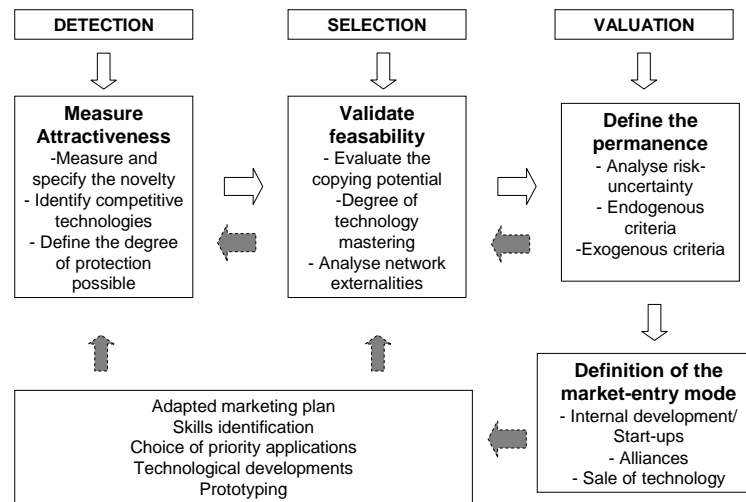 DETECTION
SELECTION
VALUATION
Measure
Attractiveness
-Measure and
specify the novelty
- Identify competitive
technologies
- Define the degree
of protection
possible
Validate
feasability
- Evaluate the
copying potential
-Degree of
technology
mastering
- Analyse network
externalities
Define the
permanence
- Analyse risk-
uncertainty
- Endogenous
criteria
-Exogenous criteria
Definition of the
market-entry mode
- Internal development/
Start-ups
- Alliances
- Sale of technology
Adapted marketing plan
Skills identification
Choice of priority applications
Technological developments
Prototyping